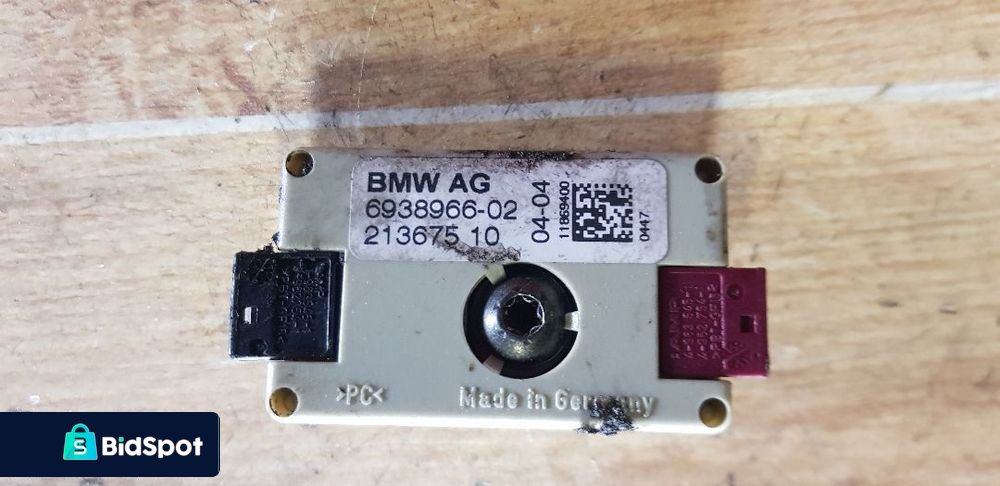 BMW AG
6938966-02
213675 10
04-04
11869400
0447
>PC<
Made in Germany
BidSpot